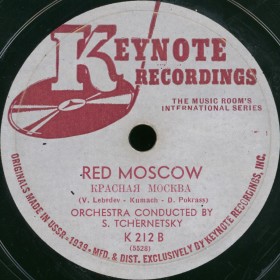 KEYNOTE
RECORDINGS
THE MUSIC ROOM'S
INTERNATIONAL SERIES
RED MOSCOW
КРАСНАЯ МОСКВА
(V. Lebrdev - Kumach - D. Pokrass)
ORCHESTRA CONDUCTED BY
S. TCHERNETSKY
K 212 B
(5528)
ORIGINALS MADE IN USSR-1939-MFD. & DIST. EXCLUSIVELY BY KEYNOTE RECORDINGS, INC.